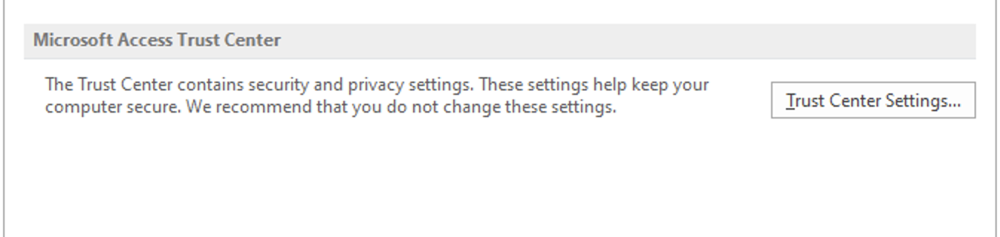 Microsoft Access Trust Center
The Trust Center contains security and privacy settings. These settings help keep your
computer secure. We recommend that you do not change these settings.
Trust Center Settings...